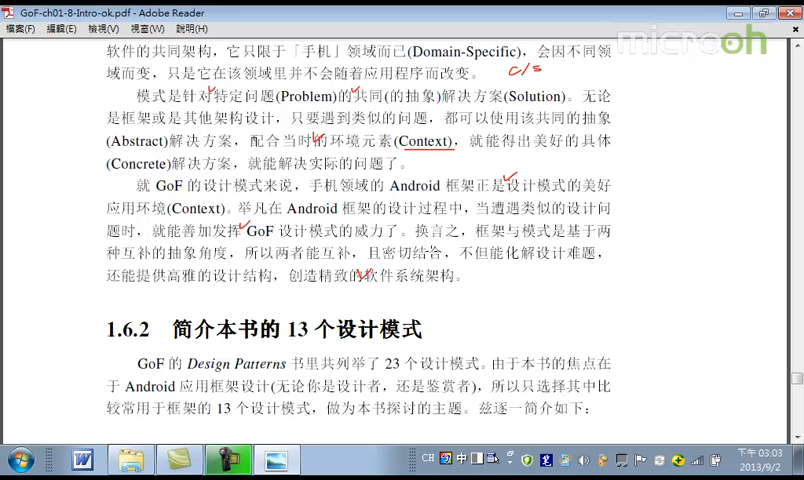 GoF-ch01-8-Intro-ok.pdf - Adobe Reader
檔案(F) 編輯(E) 檢視(V) 視窗(W) 說明(H)
microoh
软件的共同架构，它只限于「手机」领域而已(Domain-Specific)，会因不同领
域而变，只是它在该领域里并不会随着应用程序而改变。
c/s
模式是针对特定问题(Problem)的共同(的抽象)解决方案(Solution)。无论
是框架或是其他架构设计，只要遇到类似的问题，都可以使用该共同的抽象
(Abstract)解决方案，配合当时的环境元素(Context)，就能得出美好的具体
(Concrete)解决方案，就能解决实际的问题了。
就 GoF 的设计模式来说，手机领域的 Android 框架正是设计模式的美好
应用环境(Context)。举凡在 Android 框架的设计过程中，当遭遇类似的设计问
题时，就能善加发挥 GoF 设计模式的威力了。换言之，框架与模式是基于两
种互补的抽象角度，所以两者能互补，且密切结合，不但能化解设计难题，
还能提供高雅的设计结构，创造精致的软件系统架构。
1.6.2 简介本书的 13 个设计模式
GoF 的 Design Patterns 书里共列举了 23 个设计模式。由于本书的焦点在
于 Android 应用框架设计(无论你是设计者，还是鉴赏者)，所以只选择其中比
较常用于框架的 13 个设计模式，做为本书探讨的主题。兹逐一简介如下：
CH 中 下午 03:03
2013/9/2